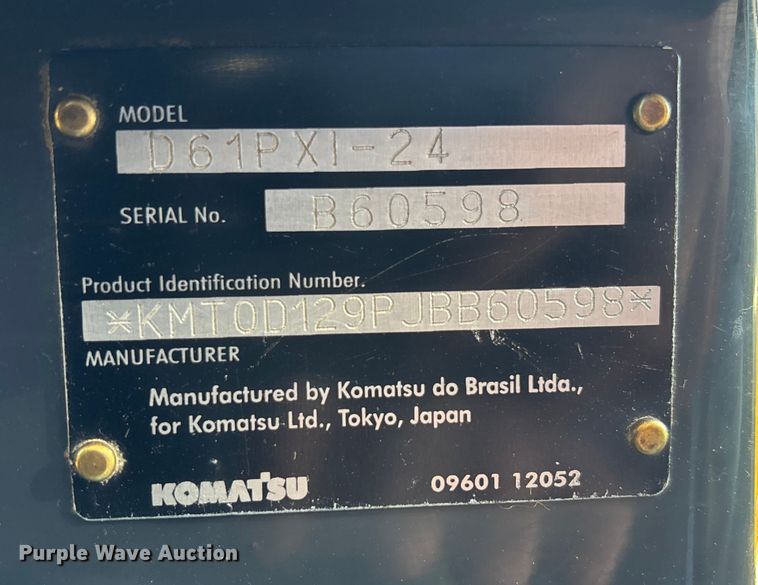 MODEL
D61PXI-24
SERIAL No.
B60598
Product Identification Number.
*KMT0D129PJBB60598*
MANUFACTURER
Manufactured by Komatsu do Brasil Ltda.,
for Komatsu Ltd., Tokyo, Japan
KOMATSU
09601 12052
Purple Wave Auction